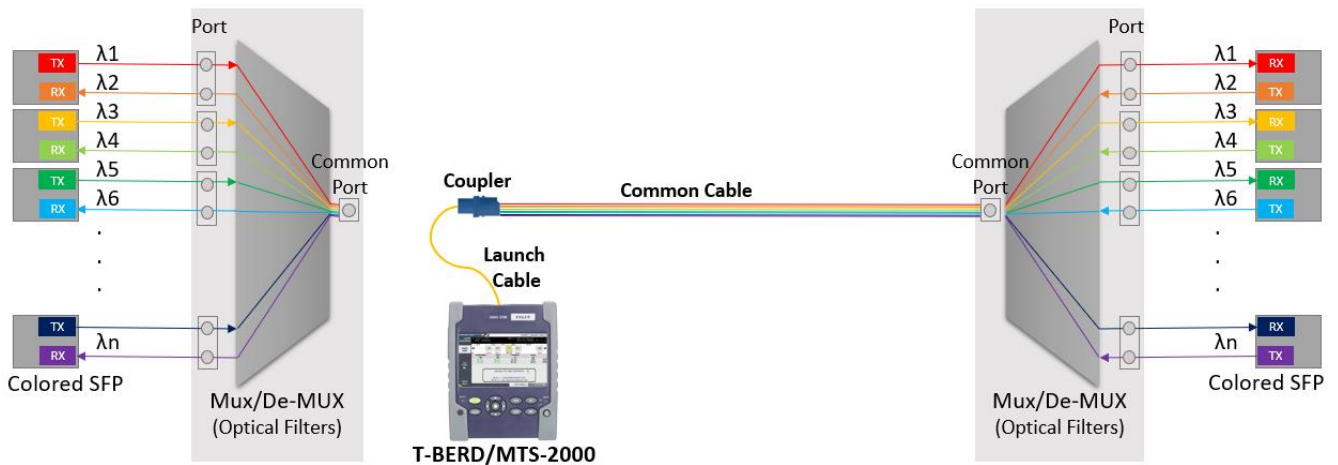 Port
TX
λ1
RX
λ2
TX
λ3
RX
λ4
TX
λ5
RX
λ6
.
.
.
TX
RX
λn
Colored SFP
Common
Port
Mux/De-MUX
(Optical Filters)
Coupler
Common Cable
Launch
Cable
T-BERD/MTS-2000
Port
Common
Port
λ1
RX
λ2
TX
λ3
RX
λ4
TX
λ5
RX
λ6
TX
.
.
.
RX
λn
TX
Colored SFP
Mux/De-MUX
(Optical Filters)